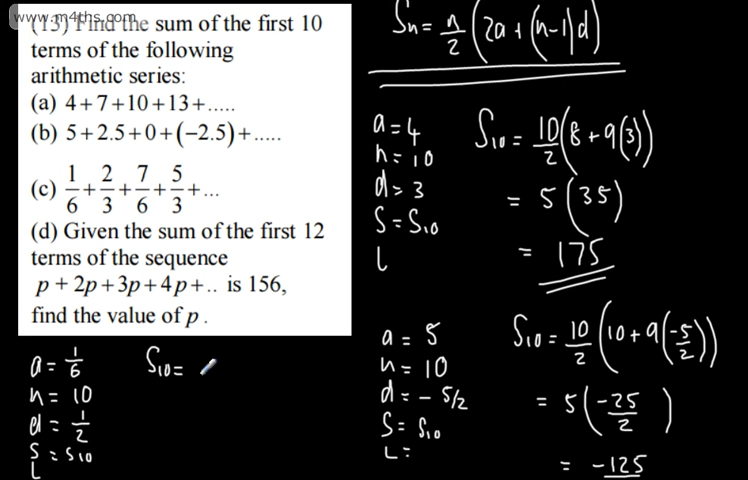 www.m4ths.com
(13) Find the sum of the first 10
terms of the following
arithmetic series:
(a) 4+7+10+13+.....
(b) 5+2.5+0+(−2.5)+.....
(c) 1/6+2/3+7/6+5/3+...
(d) Given the sum of the first 12
terms of the sequence
p+2p+3p+4p+.. is 156,
find the value of p.
Sn = n/2 (2a + (n-1)d)
a = 4
n = 10
d = 3
S = S10
L
S10 = 10/2 (8 + 9(3))
= 5 (35)
= 175
a = 5
n = 10
d = - 5/2
S = S10
L =
S10 = 10/2 (10 + 9(-5/2))
= 5 (-25/2)
= -125
a = 1/6
n = 10
d = 1/2
S = S10
L
S10 =